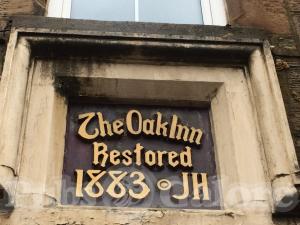 The Oak Inn
Restored
1883 · JH